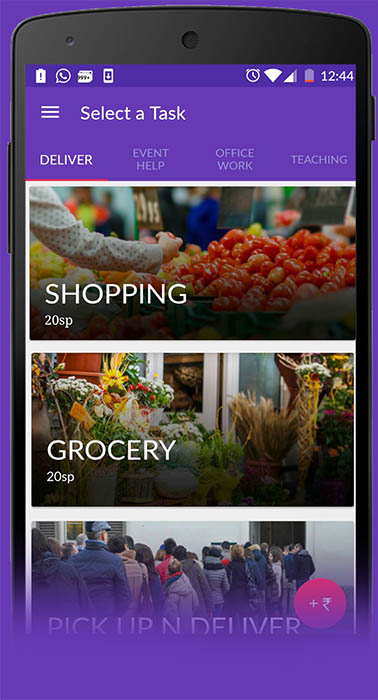 12:44
Select a Task
DELIVER
EVENT
HELP
OFFICE
WORK
TEACHING
SHOPPING
20sp
GROCERY
20sp
PICK UP N DELIVER
+ ₹